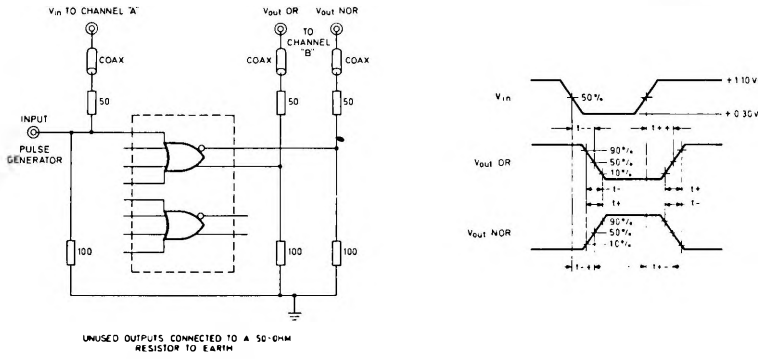 Vin TO CHANNEL "A"
Vout OR
Vout NOR
TO
CHANNEL
"B"
COAX
COAX
COAX
50
50
50
INPUT
PULSE
GENERATOR
100
100
100
UNUSED OUTPUTS CONNECTED TO A 50-OHM
RESISTOR TO EARTH
Vin
50%
+1.10V
+0.30V
t--
t++
Vout OR
90%
50%
10%
t-
t+
t+
t-
Vout NOR
90%
50%
10%
t-+
t+-